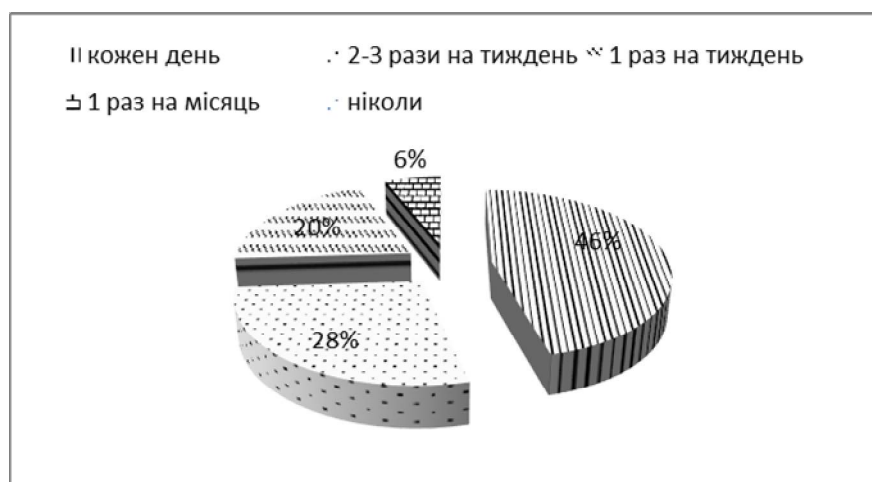 кожен день 2-3 рази на тиждень 1 раз на тиждень
1 раз на місяць ніколи
6%
20%
46%
28%